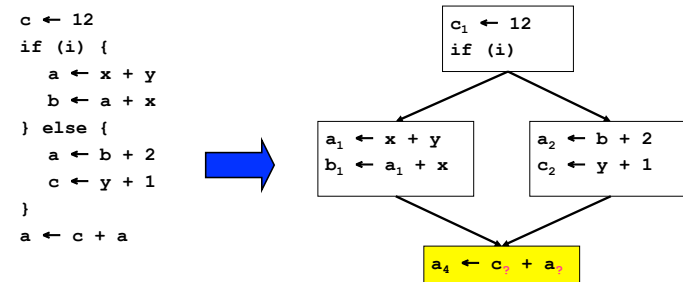 c ← 12
if (i) {
a ← x + y
b ← a + x
} else {
a ← b + 2
c ← y + 1
}
a ← c + a
c₁ ← 12
if (i)
a₁ ← x + y
b₁ ← a₁ + x
a₂ ← b + 2
c₂ ← y + 1
a₄ ← c? + a?